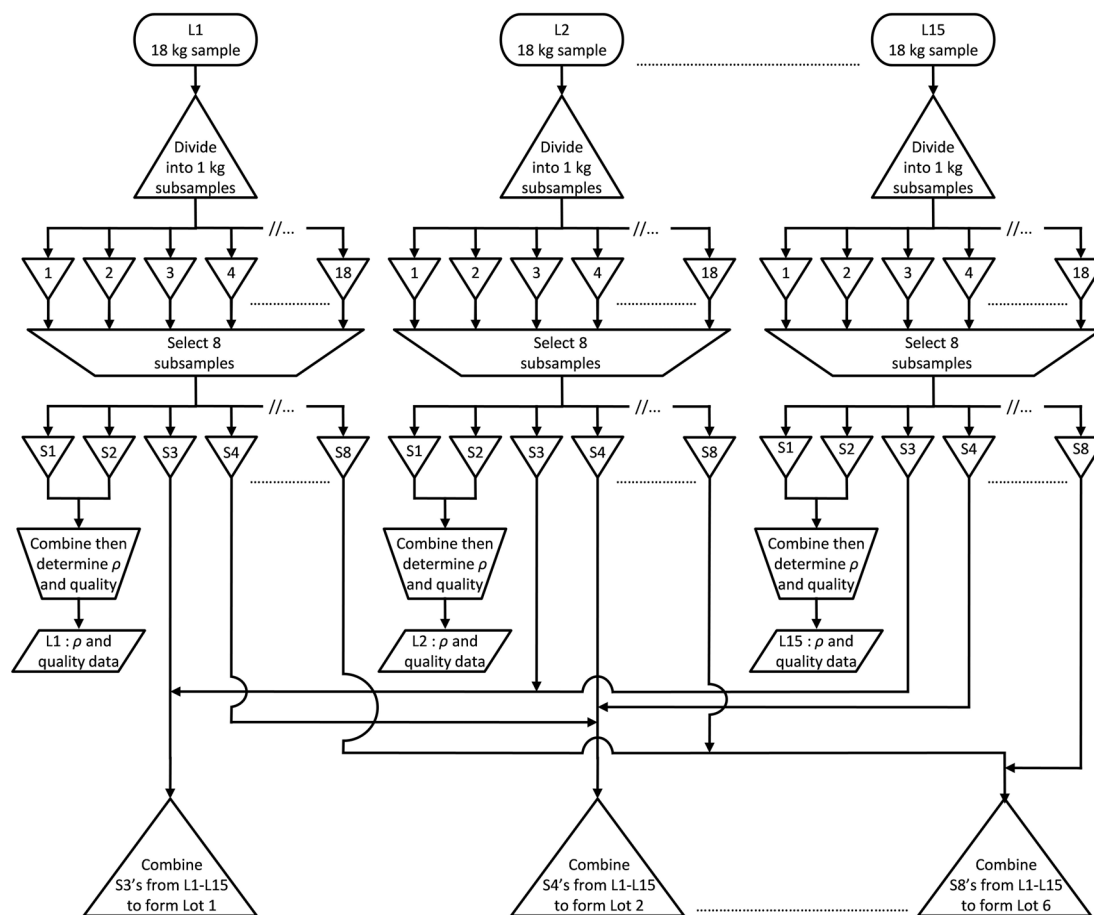 L1
18 kg sample
L2
18 kg sample
L15
18 kg sample
Divide
into 1 kg
subsamples
Divide
into 1 kg
subsamples
Divide
into 1 kg
subsamples
//...
//...
//...
1 2 3 4 18
1 2 3 4 18
1 2 3 4 18
Select 8
subsamples
Select 8
subsamples
Select 8
subsamples
//...
//...
//...
S1 S2 S3 S4 S8
S1 S2 S3 S4 S8
S1 S2 S3 S4 S8
Combine then
determine ρ
and quality
Combine then
determine ρ
and quality
Combine then
determine ρ
and quality
L1 : ρ and
quality data
L2 : ρ and
quality data
L15 : ρ and
quality data
Combine
S3's from L1-L15
to form Lot 1
Combine
S4's from L1-L15
to form Lot 2
Combine
S8's from L1-L15
to form Lot 6